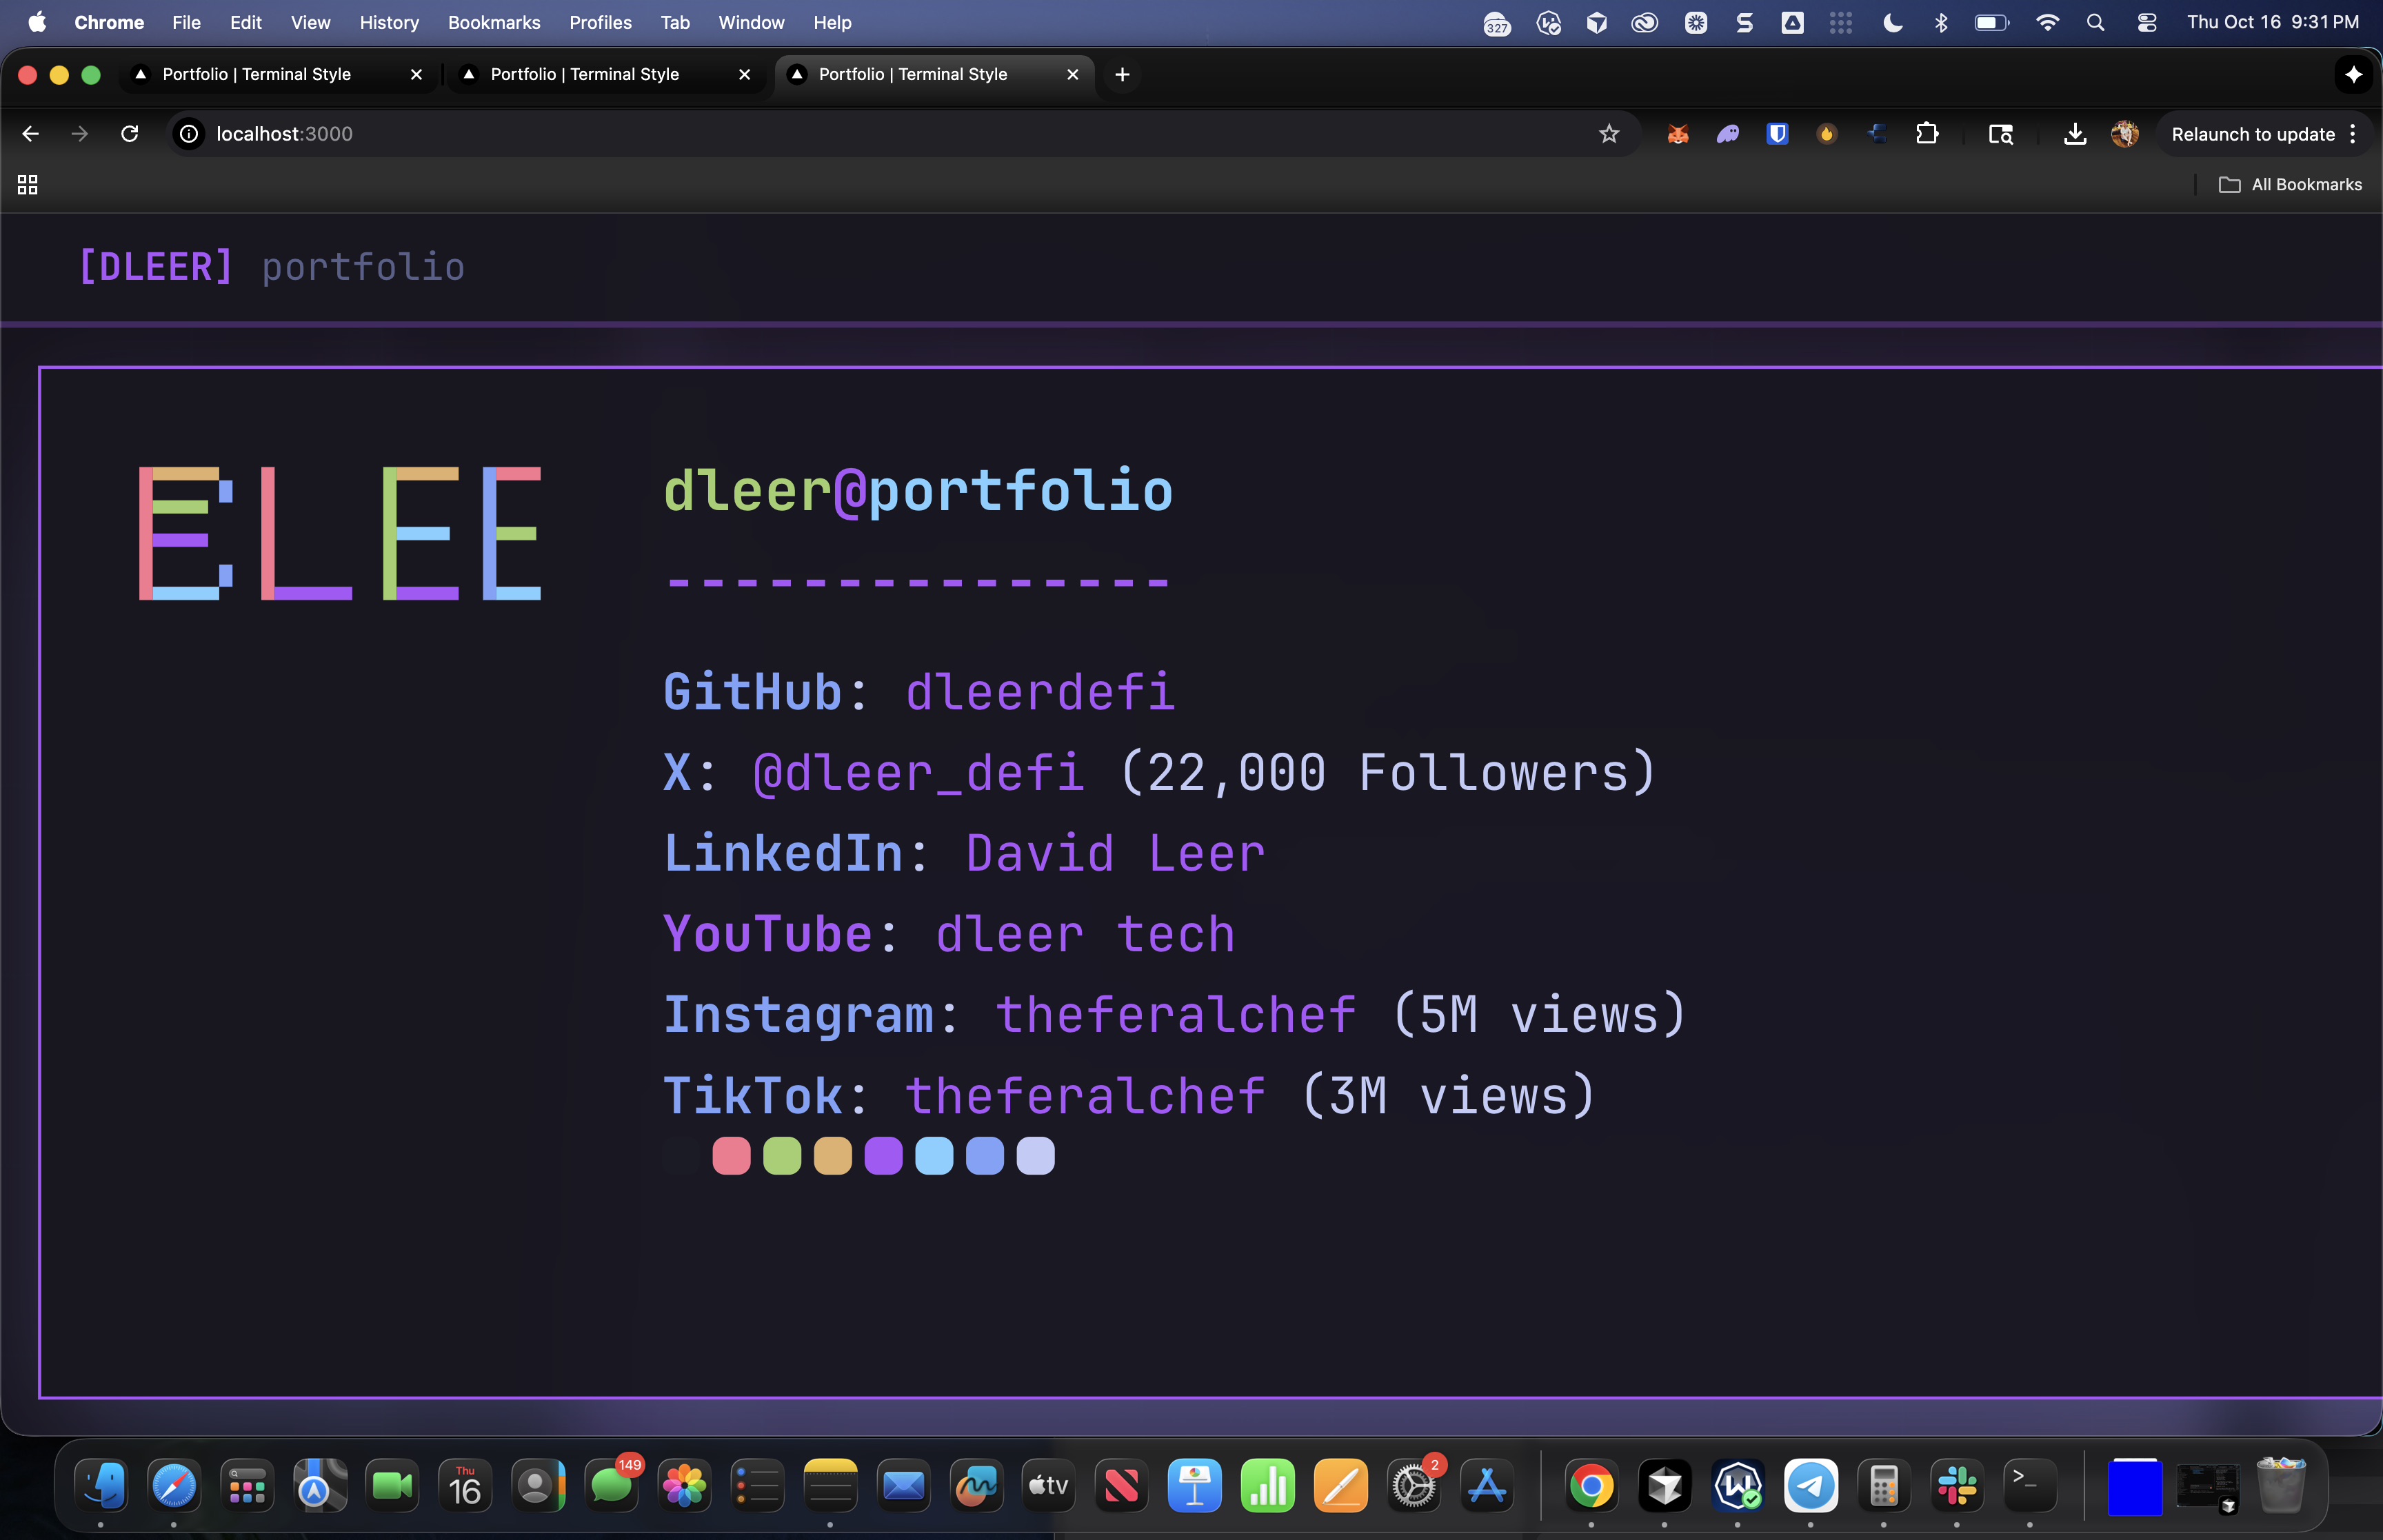 Chrome File Edit View History Bookmarks Profiles Tab Window Help 327 Thu Oct 16 9:31 PM
Portfolio | Terminal Style Portfolio | Terminal Style Portfolio | Terminal Style
localhost:3000 Relaunch to update
All Bookmarks
[DLEER] portfolio
ELEE
dleer@portfolio
---------------
GitHub: dleerdefi
X: @dleer_defi (22,000 Followers)
LinkedIn: David Leer
YouTube: dleer tech
Instagram: theferalchef (5M views)
TikTok: theferalchef (3M views)
Thu 16 149 tv 2